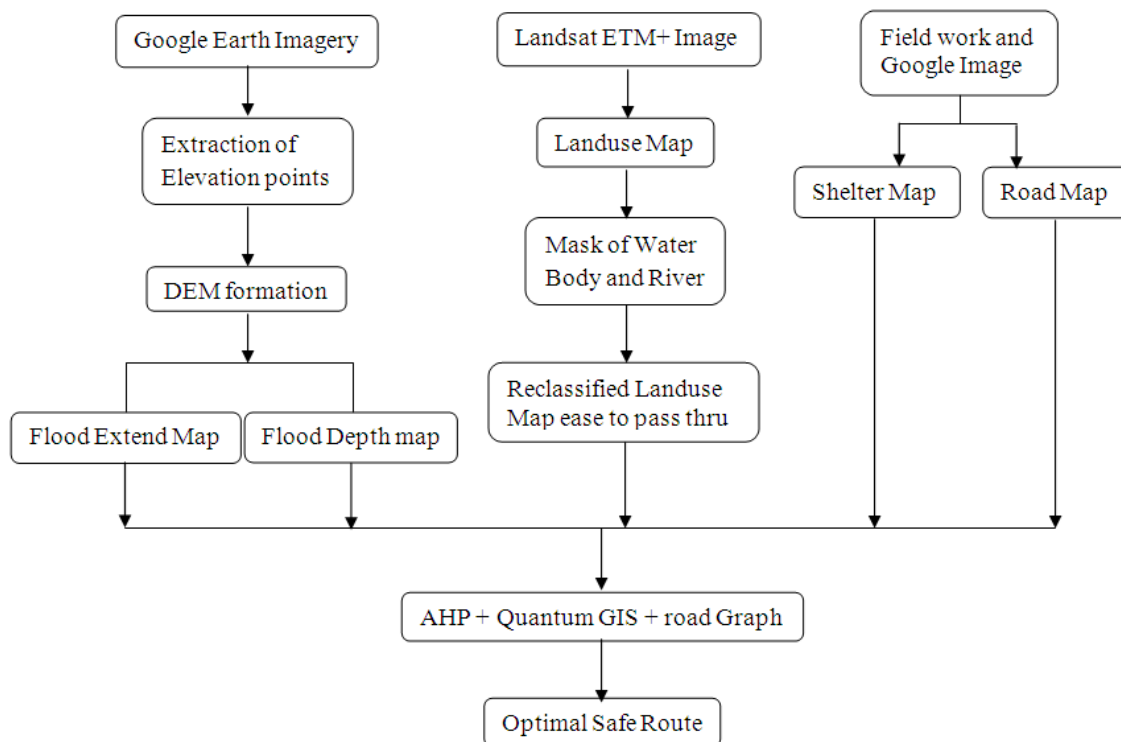 Google Earth Imagery
Landsat ETM+ Image
Field work and
Google Image
Extraction of
Elevation points
Landuse Map
Shelter Map
Road Map
Mask of Water
Body and River
DEM formation
Reclassified Landuse
Map ease to pass thru
Flood Extend Map
Flood Depth map
AHP + Quantum GIS + road Graph
Optimal Safe Route